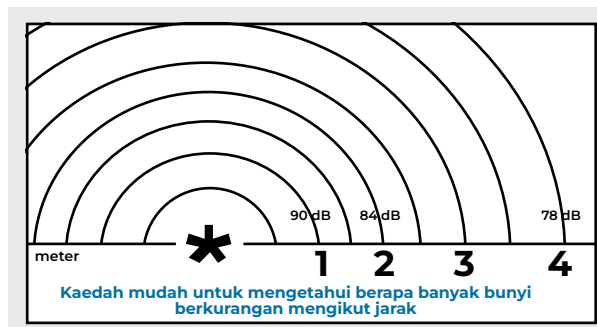 90 dB 84 dB 78 dB
meter
* 1 2 3 4
Kaedah mudah untuk mengetahui berapa banyak bunyi
berkurangan mengikut jarak